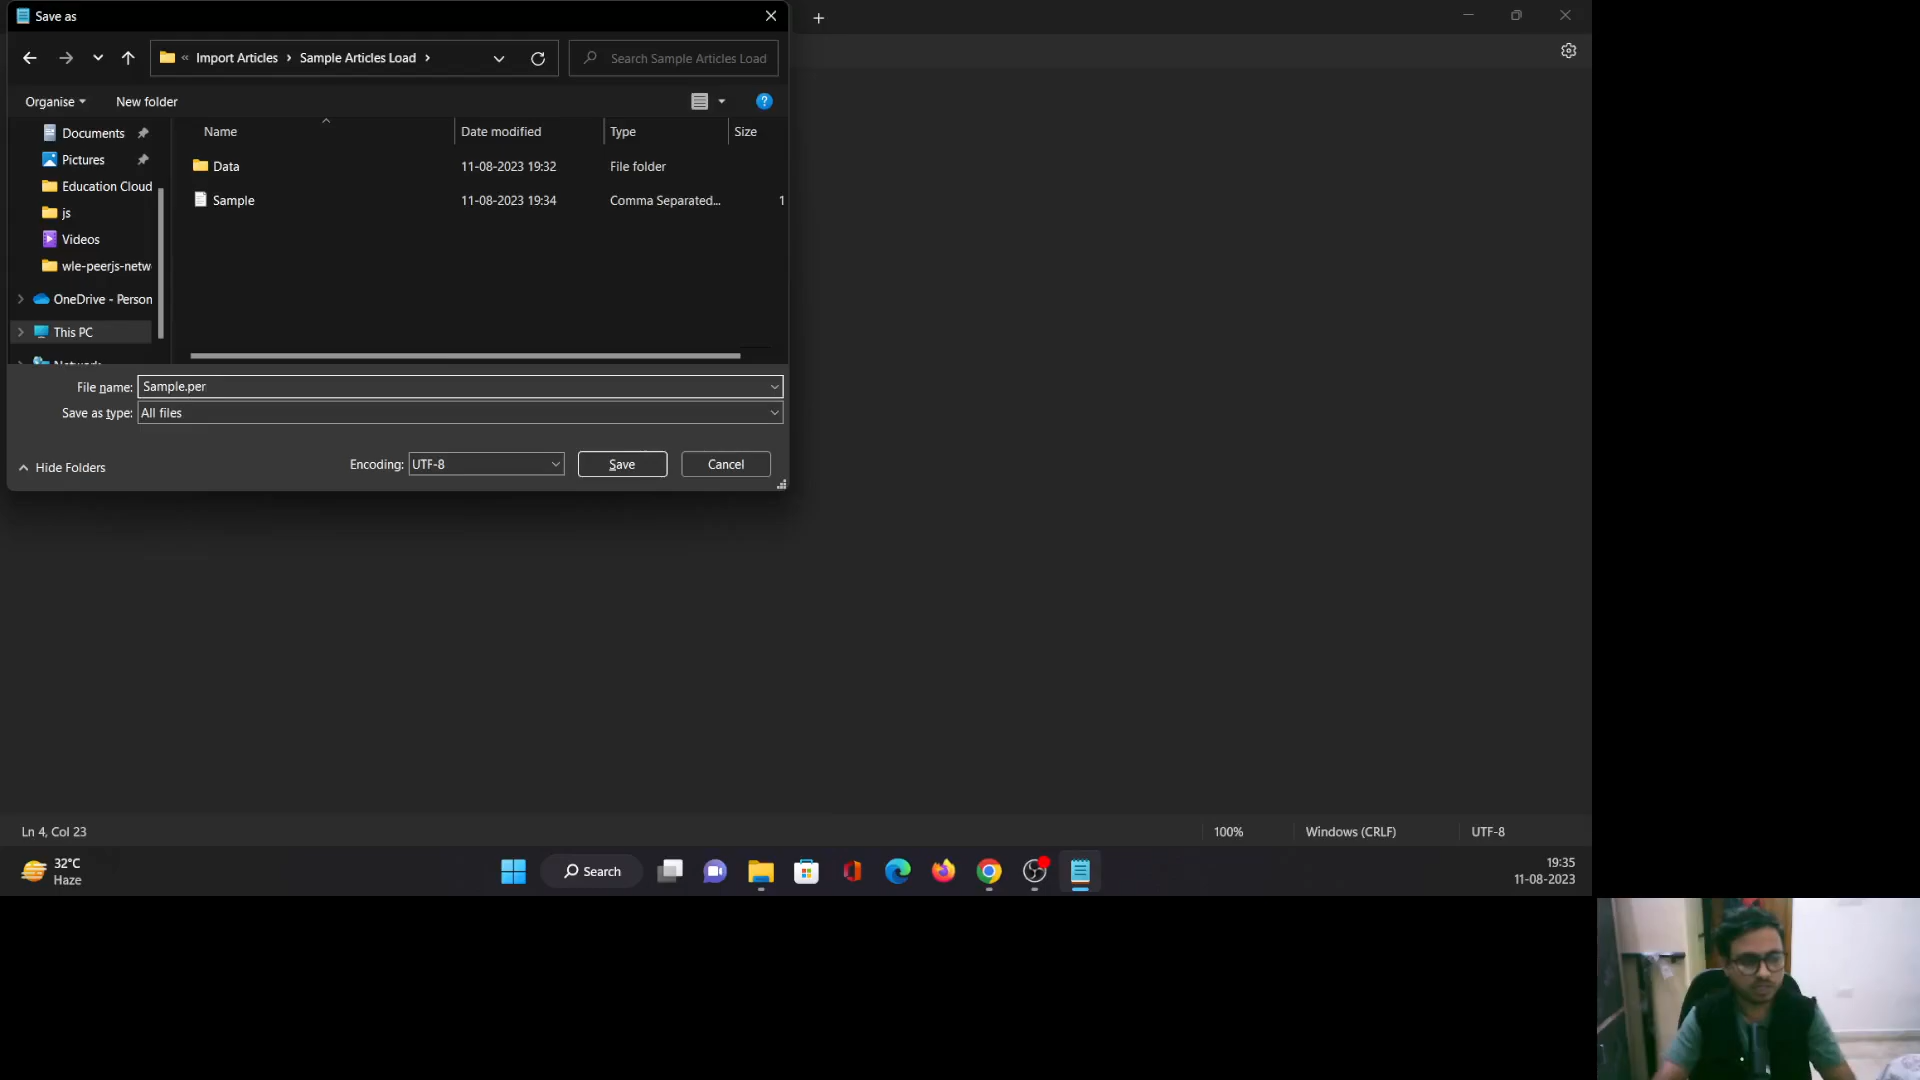 Save as
Import Articles
Sample Articles Load
Search Sample Articles Load
Organise
New folder
Name
Date modified
Type
Size
Documents
Pictures
Education Cloud
js
Videos
wle-peerjs-netw
OneDrive - Person
This PC
Data
11-08-2023 19:32
File folder
Sample
11-08-2023 19:34
Comma Separated...
1
File name:
Sample.per
Save as type:
All files
Hide Folders
Encoding:
UTF-8
Save
Cancel
Ln 4, Col 23
100%
Windows (CRLF)
UTF-8
32°C
Haze
Search
19:35
11-08-2023